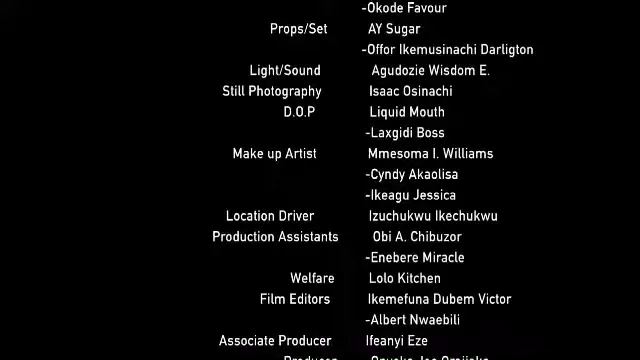 -Okode Favour
Props/Set AY Sugar
-Offor Ikemusinachi Darligton
Light/Sound Agudozie Wisdom E.
Still Photography Isaac Osinachi
D.O.P Liquid Mouth
-Laxgidi Boss
Make up Artist Mmesoma I. Williams
-Cyndy Akaolisa
-Ikeagu Jessica
Location Driver Izuchukwu Ikechukwu
Production Assistants Obi A. Chibuzor
-Enebere Miracle
Welfare Lolo Kitchen
Film Editors Ikemefuna Dubem Victor
-Albert Nwaebili
Associate Producer Ifeanyi Eze
Producer